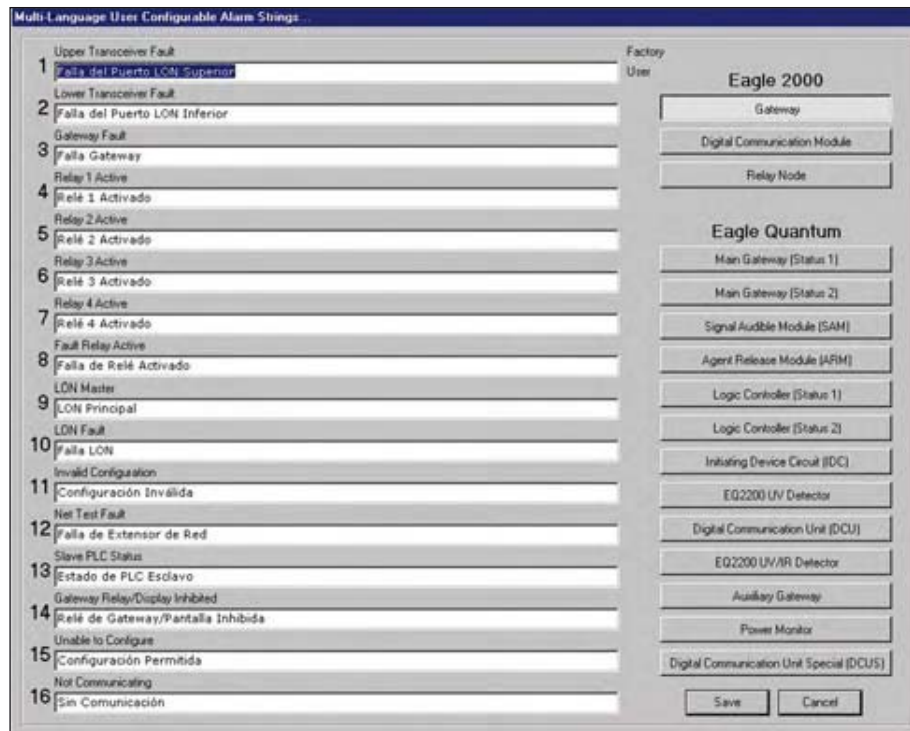 Multi-Language User Configurable Alarm Strings...
Upper Transceiver Fault
1 Falla del Puerto LON Superior
Lower Transceiver Fault
2 Falla del Puerto LON Inferior
Gateway Fault
3 Falla Gateway
Relay 1 Active
4 Relé 1 Activado
Relay 2 Active
5 Relé 2 Activado
Relay 3 Active
6 Relé 3 Activado
Relay 4 Active
7 Relé 4 Activado
Fault Relay Active
8 Falla de Relé Activado
LON Master
9 LON Principal
LON Fault
10 Falla LON
Invalid Configuration
11 Configuración Inválida
Net Test Fault
12 Falla de Extensor de Red
Slave PLC Status
13 Estado de PLC Esclavo
Gateway Relay/Display Inhibited
14 Relé de Gateway/Pantalla Inhibida
Unable to Configure
15 Configuración Permitida
Not Communicating
16 Sin Comunicación
Factory
User
Eagle 2000
Gateway
Digital Communication Module
Relay Node
Eagle Quantum
Main Gateway (Status 1)
Main Gateway (Status 2)
Signal Audible Module (SAM)
Agent Release Module (ARM)
Logic Controller (Status 1)
Logic Controller (Status 2)
Initiating Device Circuit (IDC)
EQ2200 UV Detector
Digital Communication Unit (DCU)
EQ2200 UV/IR Detector
Auxiliary Gateway
Power Monitor
Digital Communication Unit Special (DCUS)
Save
Cancel